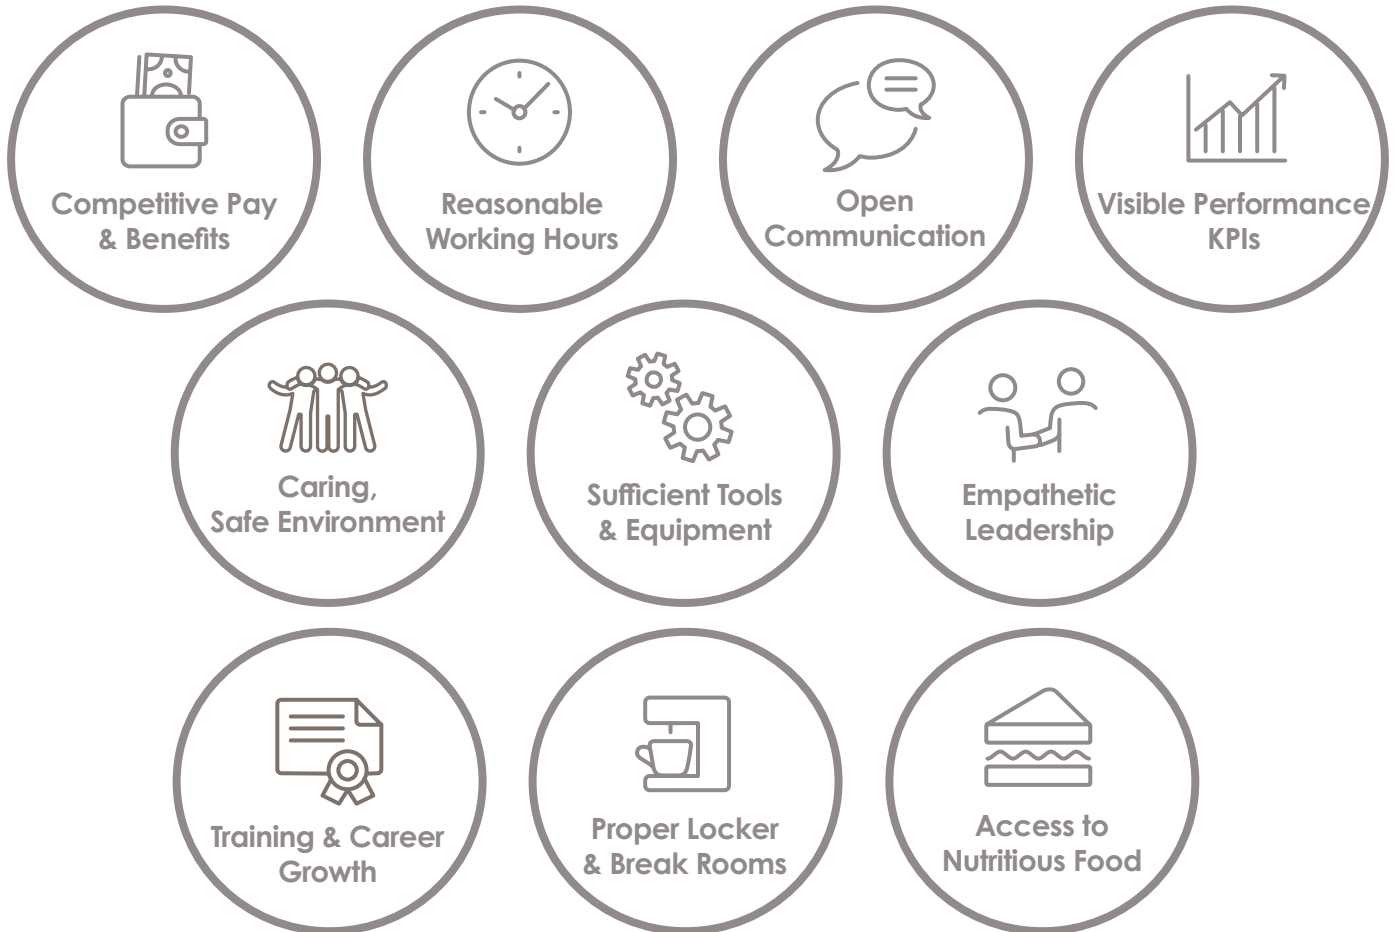 Competitive Pay
& Benefits
Reasonable
Working Hours
Open
Communication
Visible Performance
KPIs
Caring,
Safe Environment
Sufficient Tools
& Equipment
Empathetic
Leadership
Training & Career
Growth
Proper Locker
& Break Rooms
Access to
Nutritious Food